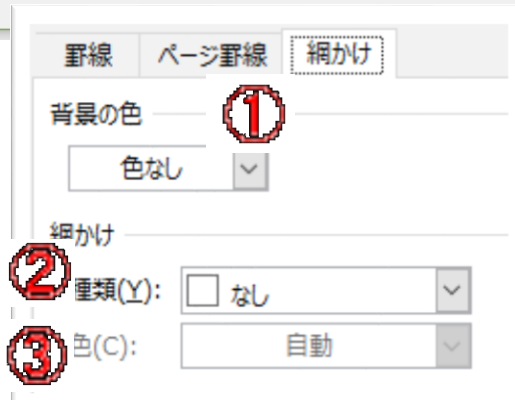 罫線 ページ罫線 網かけ
背景の色 ①
色なし
網かけ
② 種類(Y): なし
③ 色(C): 自動